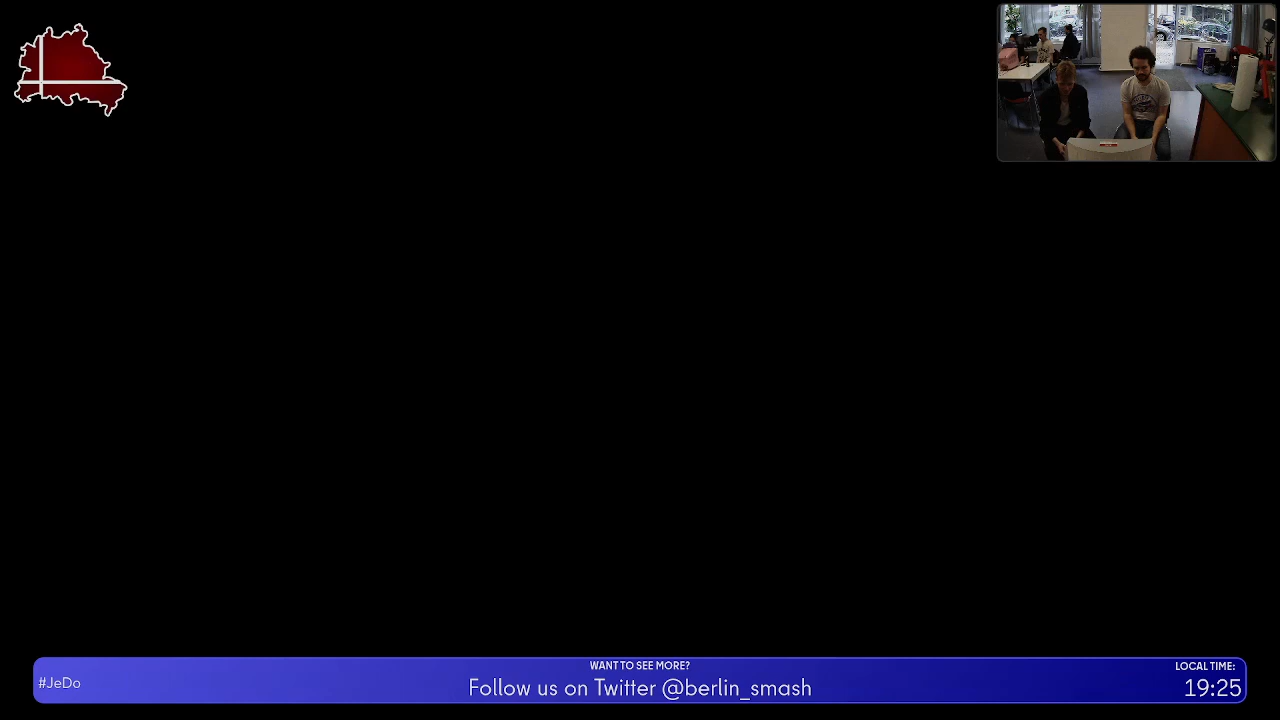 WANT TO SEE MORE?
LOCAL TIME:
#JeDo
Follow us on Twitter @berlin_smash
19:25